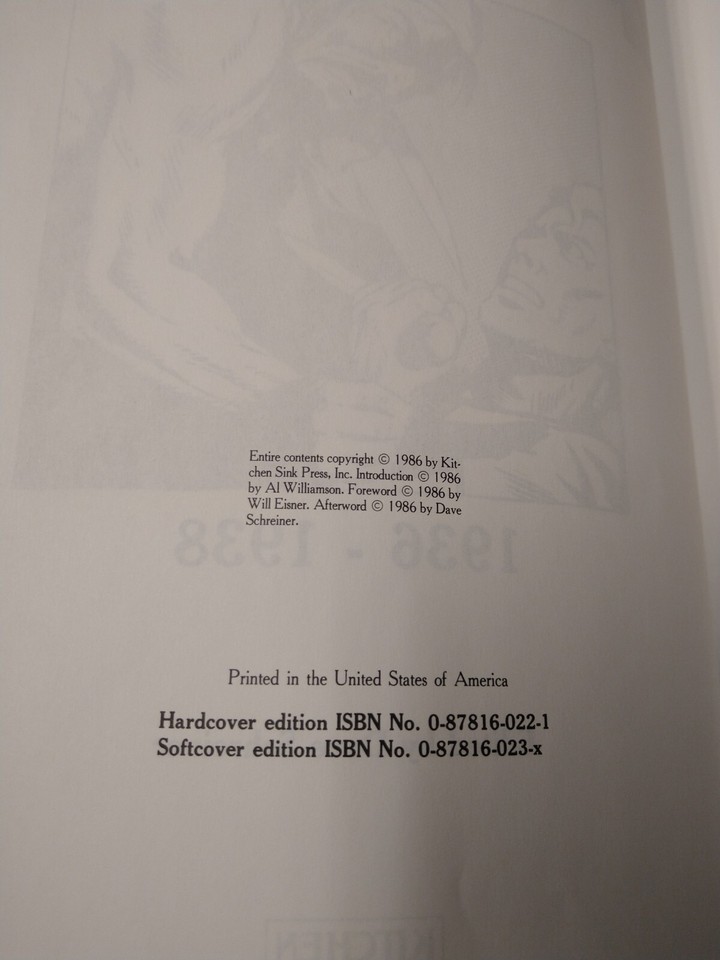 Entire contents copyright © 1986 by Kit-
chen Sink Press, Inc. Introduction © 1986
by Al Williamson. Foreword © 1986 by
Will Eisner. Afterword © 1986 by Dave
Schreiner.
1936 - 1938
Printed in the United States of America
Hardcover edition ISBN No. 0-87816-022-1
Softcover edition ISBN No. 0-87816-023-x
KITCHEN